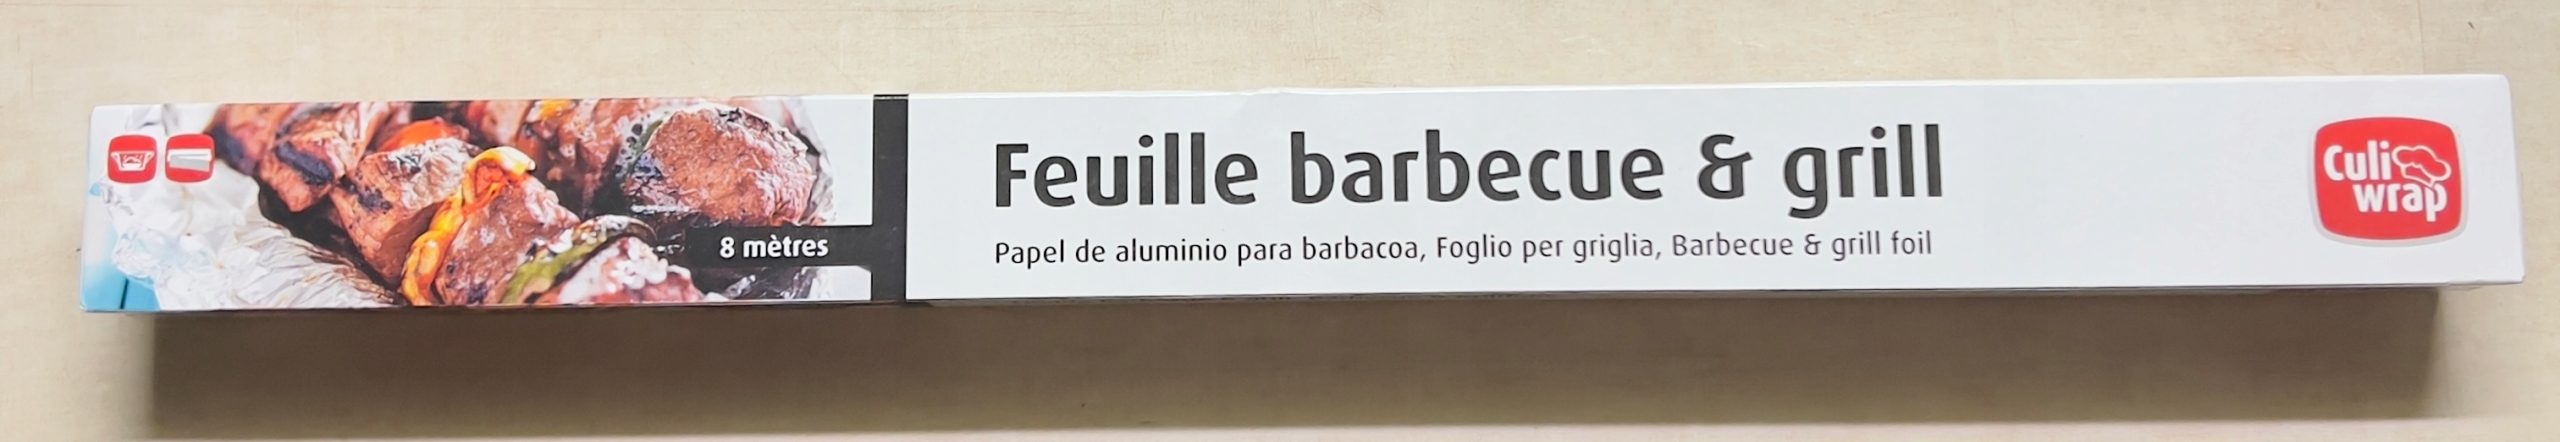 8 mètres
Feuille barbecue & grill
Papel de aluminio para barbacoa, Foglio per griglia, Barbecue & grill foil
Culi
wrap